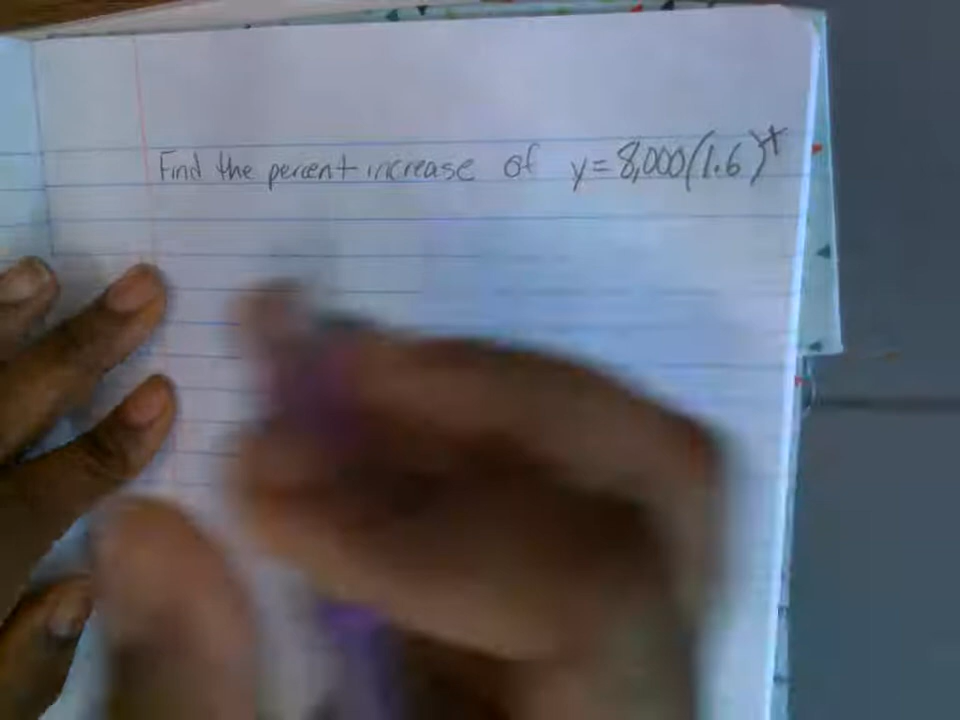 Find the percent increase of y = 8,000(1.6)^x